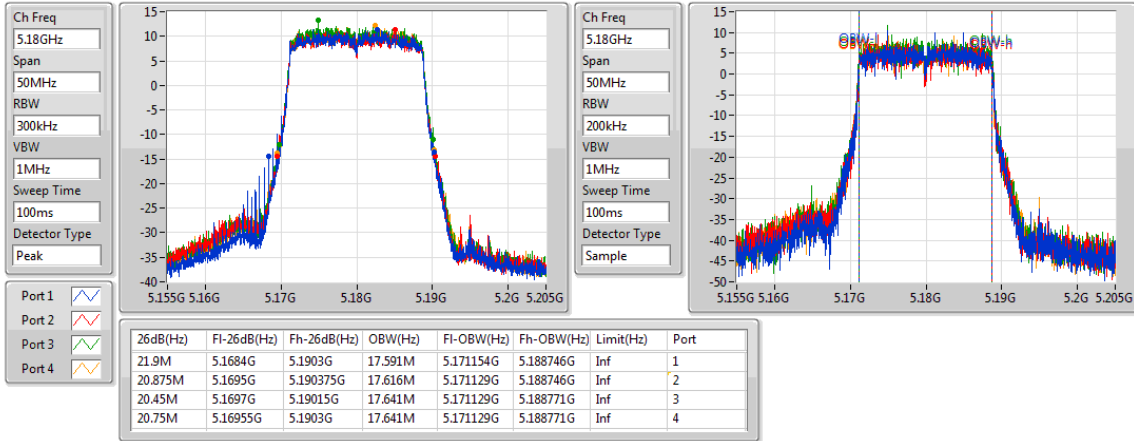 Ch Freq
5.18GHz
Span
50MHz
RBW
300kHz
VBW
1MHz
Sweep Time
100ms
Detector Type
Peak
15
10
5
0
-5
-10
-15
-20
-25
-30
-35
-40
5.155G 5.16G 5.17G 5.18G 5.19G 5.2G 5.205G
Ch Freq
5.18GHz
Span
50MHz
RBW
200kHz
VBW
1MHz
Sweep Time
100ms
Detector Type
Sample
15
10
5
0
-5
-10
-15
-20
-25
-30
-35
-40
-45
-50
OBW-l OBW-h
5.155G 5.16G 5.17G 5.18G 5.19G 5.2G 5.205G
Port 1
Port 2
Port 3
Port 4
26dB(Hz) Fl-26dB(Hz) Fh-26dB(Hz) OBW(Hz) Fl-OBW(Hz) Fh-OBW(Hz) Limit(Hz) Port
21.9M 5.1684G 5.1903G 17.591M 5.171154G 5.188746G Inf 1
20.875M 5.1695G 5.190375G 17.616M 5.171129G 5.188746G Inf 2
20.45M 5.1697G 5.19015G 17.641M 5.171129G 5.188771G Inf 3
20.75M 5.16955G 5.1903G 17.641M 5.171129G 5.188771G Inf 4